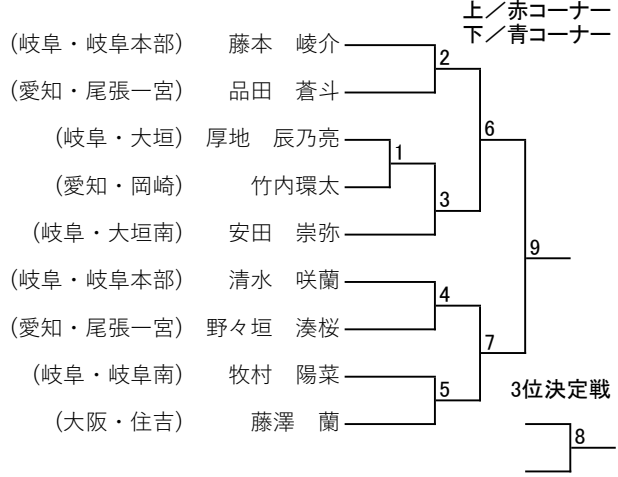 上／赤コーナー
下／青コーナー
(岐阜・岐阜本部) 藤本　崚介
2
(愛知・尾張一宮) 品田　蒼斗
6
(岐阜・大垣) 厚地　辰乃亮
1
(愛知・岡崎) 竹内環太
3
(岐阜・大垣南) 安田　崇弥
9
(岐阜・岐阜本部) 清水　咲蘭
4
(愛知・尾張一宮) 野々垣　湊桜
7
(岐阜・岐阜南) 牧村　陽菜
5
3位決定戦
(大阪・住吉) 藤澤　蘭
8